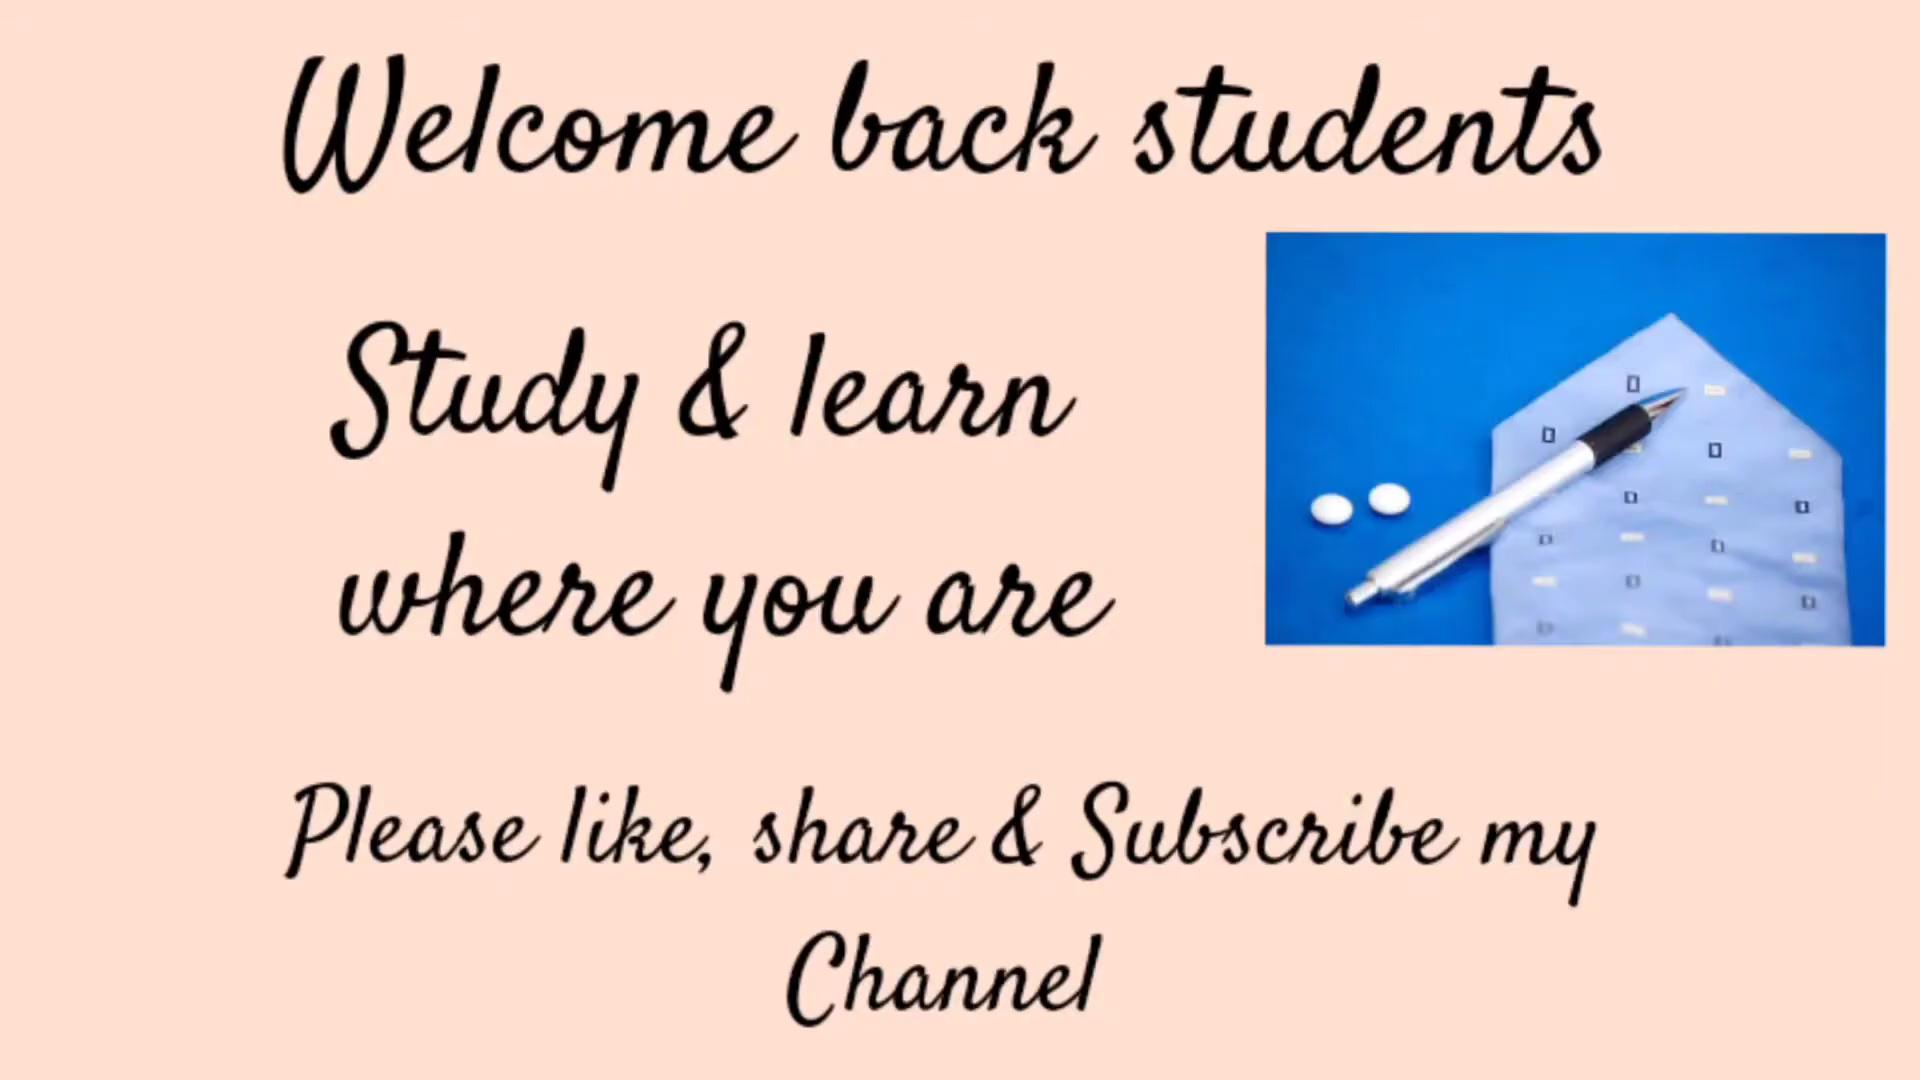 Welcome back students
Study & learn
where you are
Please like, share & Subscribe my
Channel